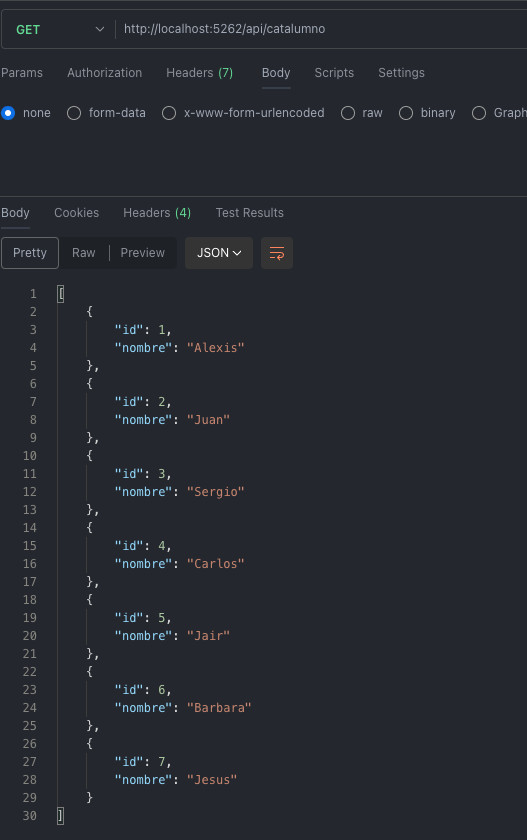 GET http://localhost:5262/api/catalumno
Params Authorization Headers (7) Body Scripts Settings
none form-data x-www-form-urlencoded raw binary Graph
Body Cookies Headers (4) Test Results
Pretty Raw Preview JSON
1 [
2 {
3 "id": 1,
4 "nombre": "Alexis"
5 },
6 {
7 "id": 2,
8 "nombre": "Juan"
9 },
10 {
11 "id": 3,
12 "nombre": "Sergio"
13 },
14 {
15 "id": 4,
16 "nombre": "Carlos"
17 },
18 {
19 "id": 5,
20 "nombre": "Jair"
21 },
22 {
23 "id": 6,
24 "nombre": "Barbara"
25 },
26 {
27 "id": 7,
28 "nombre": "Jesus"
29 }
30 ]